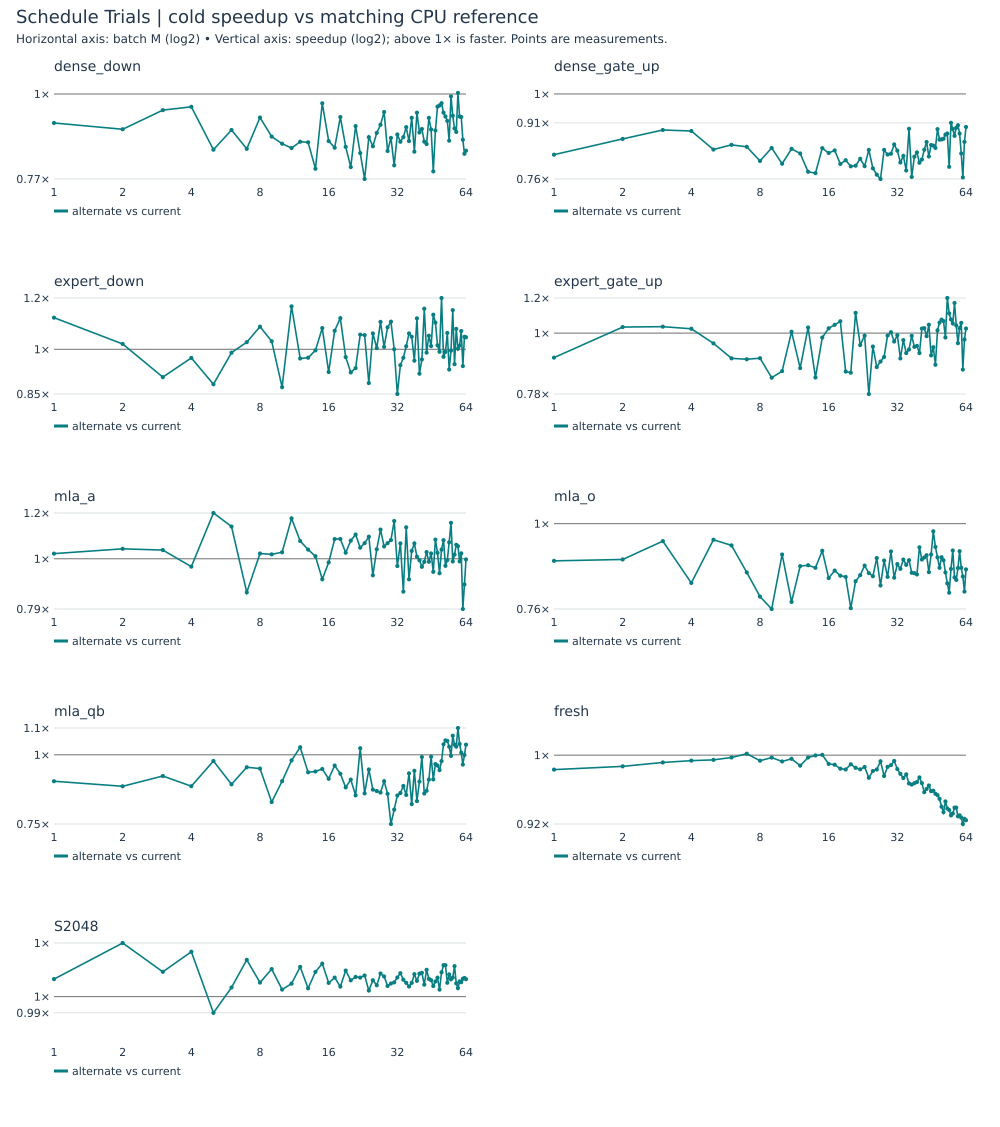 Schedule Trials | cold speedup vs matching CPU reference
Horizontal axis: batch M (log2) • Vertical axis: speedup (log2); above 1× is faster. Points are measurements.
dense_down
1×
0.77×
1 2 4 8 16 32 64
alternate vs current
dense_gate_up
1×
0.91×
0.76×
1 2 4 8 16 32 64
alternate vs current
expert_down
1.2×
1×
0.85×
1 2 4 8 16 32 64
alternate vs current
expert_gate_up
1.2×
1×
0.78×
1 2 4 8 16 32 64
alternate vs current
mla_a
1.2×
1×
0.79×
1 2 4 8 16 32 64
alternate vs current
mla_o
1×
0.76×
1 2 4 8 16 32 64
alternate vs current
mla_qb
1.1×
1×
0.75×
1 2 4 8 16 32 64
alternate vs current
fresh
1×
0.92×
1 2 4 8 16 32 64
alternate vs current
S2048
1×
1×
0.99×
1 2 4 8 16 32 64
alternate vs current